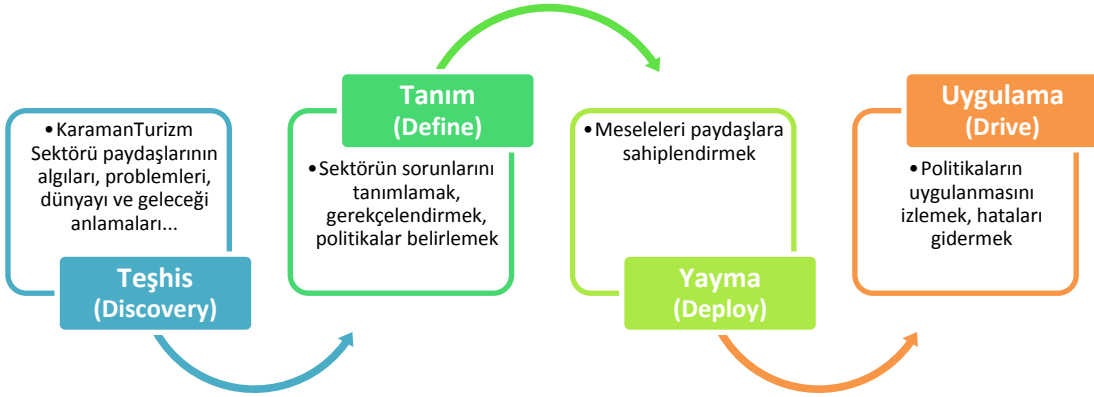 •KaramanTurizm
Sektörü paydaşlarının
algıları, problemleri,
dünyayı ve geleceği
anlamaları...
Teşhis
(Discovery)
Tanım
(Define)
•Sektörün sorunlarını
tanımlamak,
gerekçelendirmek,
politikalar belirlemek
•Meseleleri paydaşlara
sahiplendirmek
Yayma
(Deploy)
Uygulama
(Drive)
•Politikaların
uygulanmasını
izlemek, hataları
gidermek